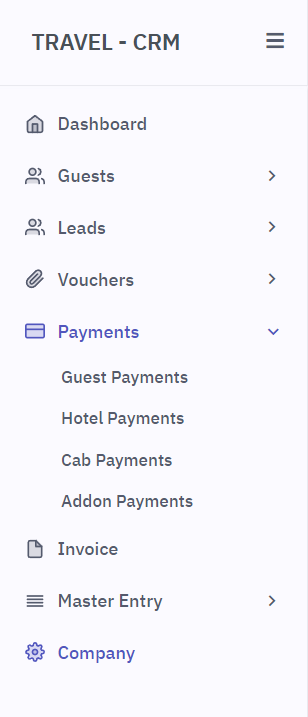 TRAVEL - CRM
Dashboard
Guests
Leads
Vouchers
Payments
Guest Payments
Hotel Payments
Cab Payments
Addon Payments
Invoice
Master Entry
Company